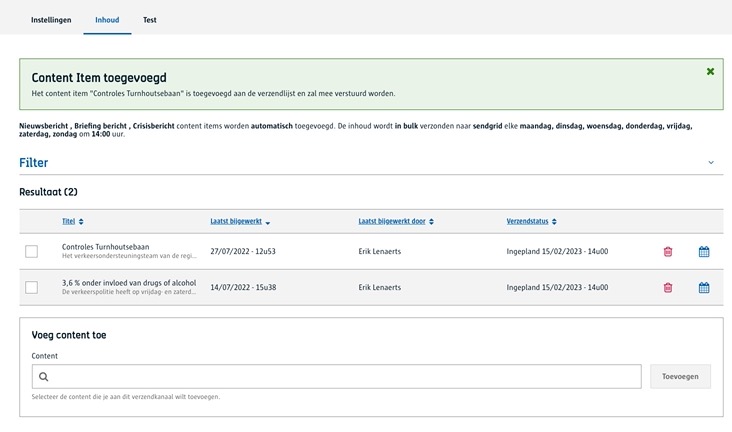 Instellingen Inhoud Test
Content Item toegevoegd
Het content item "Controles Turnhoutsebaan" is toegevoegd aan de verzendlijst en zal mee verstuurd worden.
Nieuwsbericht , Briefing bericht , Crisisbericht content items worden automatisch toegevoegd. De inhoud wordt in bulk verzonden naar sendgrid elke maandag, dinsdag, woensdag, donderdag, vrijdag,
zaterdag, zondag om 14:00 uur.
Filter
Resultaat (2)
Titel Laatst bijgewerkt Laatst bijgewerkt door Verzendstatus
Controles Turnhoutsebaan 27/07/2022 - 12u53 Erik Lenaerts Ingepland 15/02/2023 - 14u00
Het verkeersondersteuningsteam van de regi...
3,6 % onder invloed van drugs of alcohol 14/07/2022 - 15u38 Erik Lenaerts Ingepland 15/02/2023 - 14u00
De verkeerspolitie heeft op vrijdag- en zaterd...
Voeg content toe
Content
Toevoegen
Selecteer de content die je aan dit verzendkanaal wilt toevoegen.